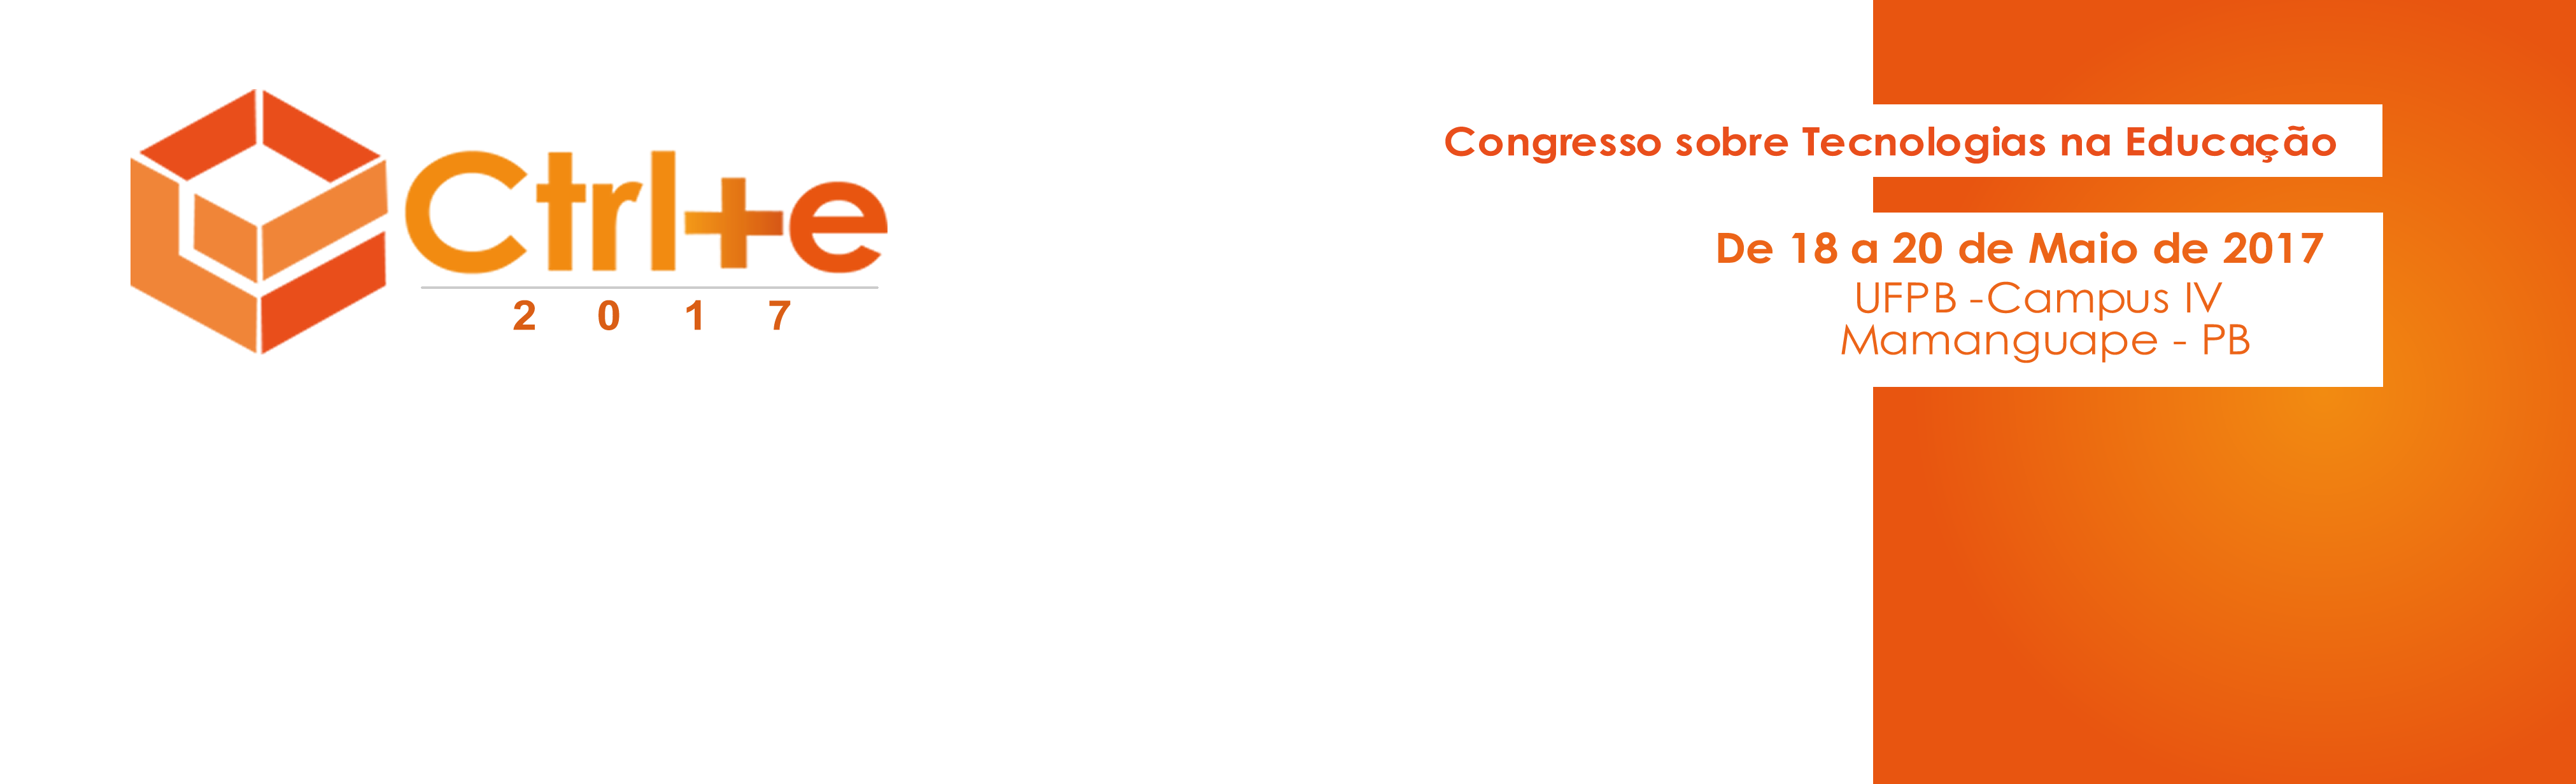 Ctrl+e
2 0 1 7
Congresso sobre Tecnologias na Educação
De 18 a 20 de Maio de 2017
UFPB -Campus IV
Mamanguape - PB